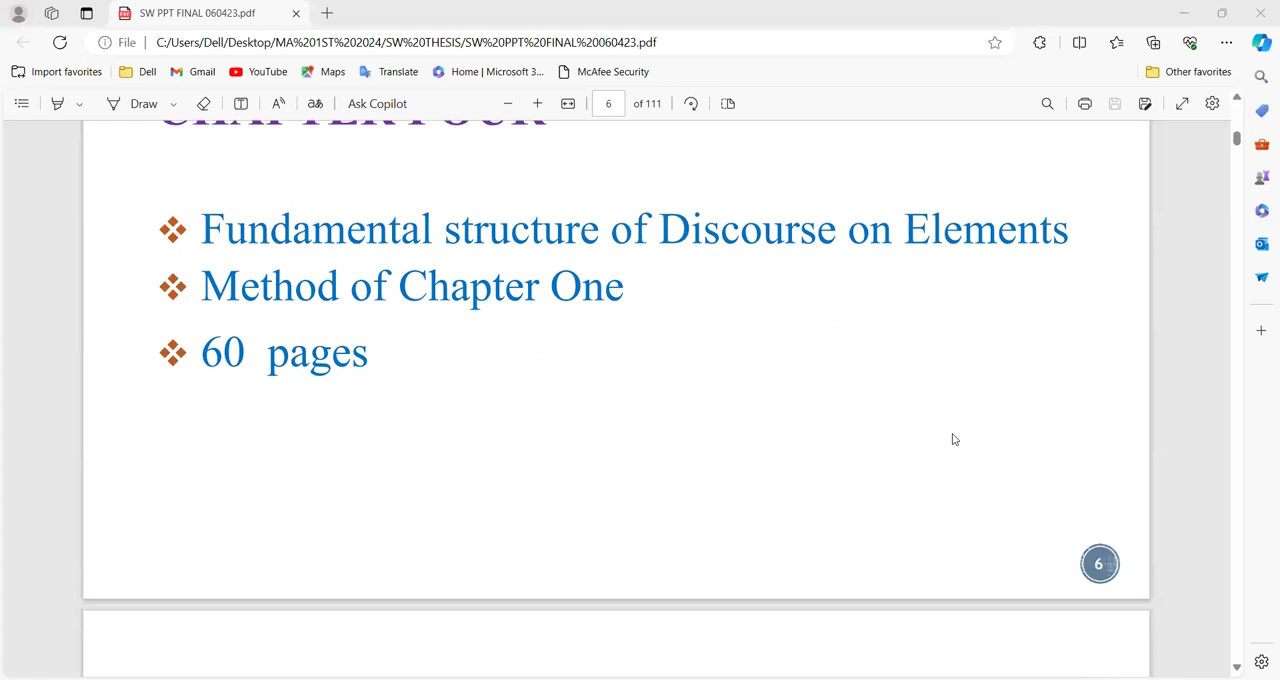 SW PPT FINAL 060423.pdf
File
C:/Users/Dell/Desktop/MA%201ST%202024/SW%20THESIS/SW%20PPT%20FINAL%20060423.pdf
Import favorites Dell Gmail YouTube Maps Translate Home | Microsoft 3... McAfee Security Other favorites
Draw Ask Copilot 6 of 111
CHAPTER FOUR
Fundamental structure of Discourse on Elements
Method of Chapter One
60 pages
6